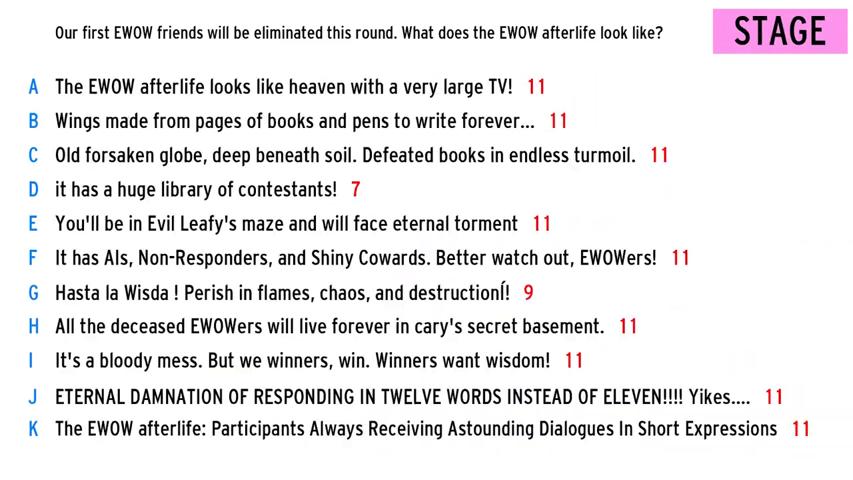 Our first EWOW friends will be eliminated this round. What does the EWOW afterlife look like?
STAGE
A The EWOW afterlife looks like heaven with a very large TV! 11
B Wings made from pages of books and pens to write forever... 11
C Old forsaken globe, deep beneath soil. Defeated books in endless turmoil. 11
D it has a huge library of contestants! 7
E You'll be in Evil Leafy's maze and will face eternal torment 11
F It has AIs, Non-Responders, and Shiny Cowards. Better watch out, EWOWers! 11
G Hasta la Wisda ! Perish in flames, chaos, and destructionÍ! 9
H All the deceased EWOWers will live forever in cary's secret basement. 11
I It's a bloody mess. But we winners, win. Winners want wisdom! 11
J ETERNAL DAMNATION OF RESPONDING IN TWELVE WORDS INSTEAD OF ELEVEN!!!! Yikes.... 11
K The EWOW afterlife: Participants Always Receiving Astounding Dialogues In Short Expressions 11